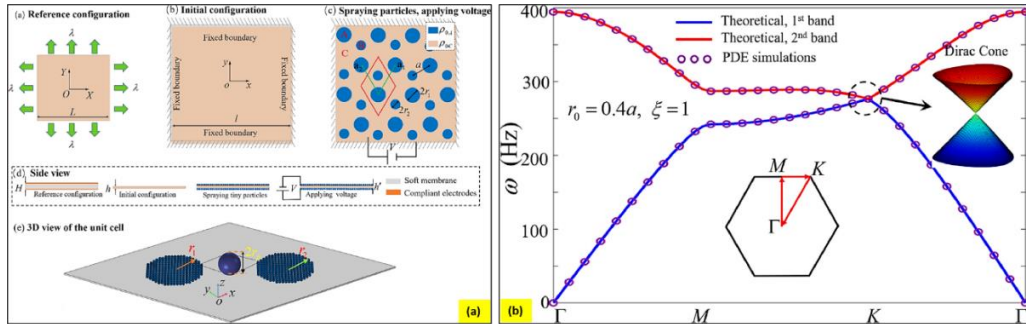 (a) Reference configuration
λ λ λ
λ
Y
O X
λ
L
λ λ λ
(b) Initial configuration
Fixed boundary
Fixed boundary
y
O x
Fixed boundary
l
Fixed boundary
(c) Spraying particles, applying voltage
A
C
a
2r₁
2r₂
V
(d) Side view
H
Reference configuration
h
Initial configuration
Spraying tiny particles
V
Applying voltage
h'
Soft membrane
Compliant electrodes
(e) 3D view of the unit cell
r₁
z
y o x
(a)
ω (Hz)
400
300
200
100
0
Theoretical, 1st band
Theoretical, 2nd band
PDE simulations
Dirac Cone
r₀ = 0.4a, ξ = 1
M K
Γ
Γ M K Γ
(b)